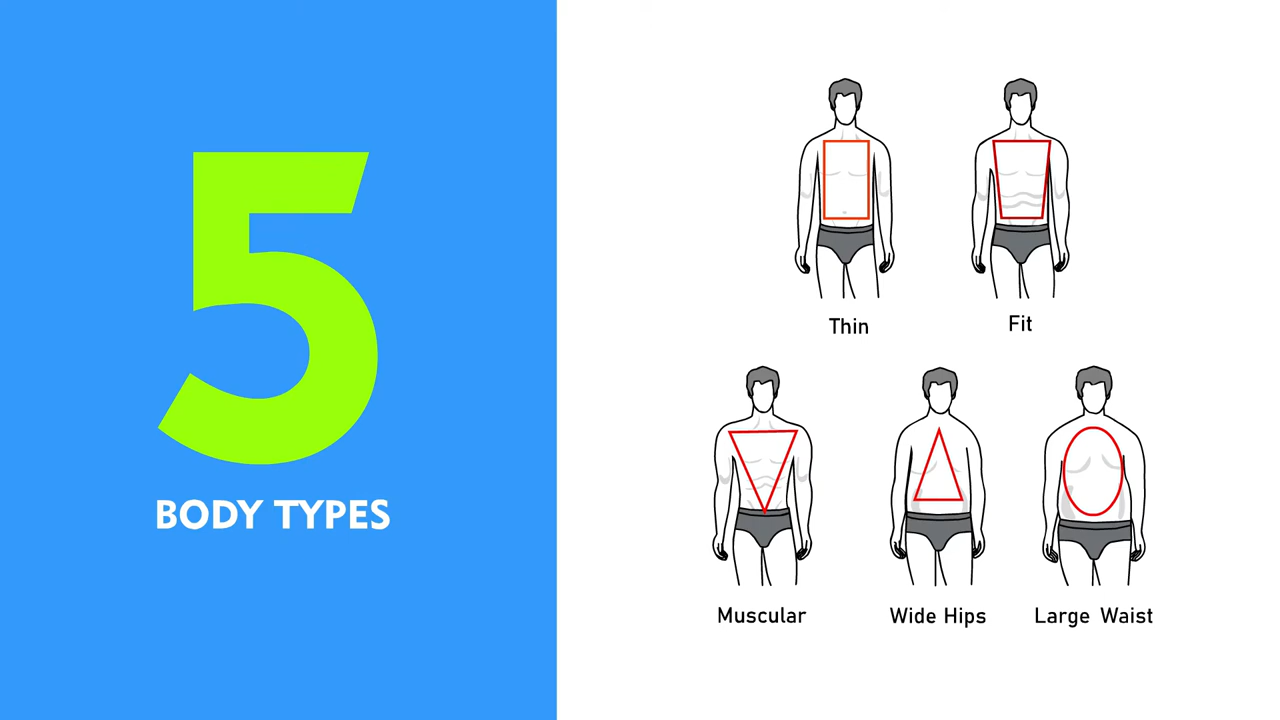 5
BODY TYPES
Thin
Fit
Muscular
Wide Hips
Large Waist